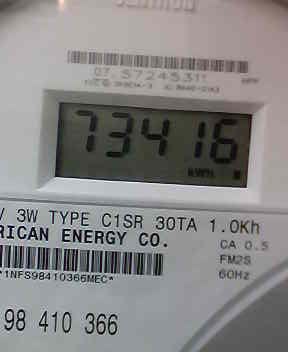 CENTRON
07 57245311
73416
KWH
V 3W TYPE C1SR 30TA 1.0Kh
RICAN ENERGY CO.
CA 0.5
FM2S
60Hz
*1NFS98410366MEC*
98 410 366